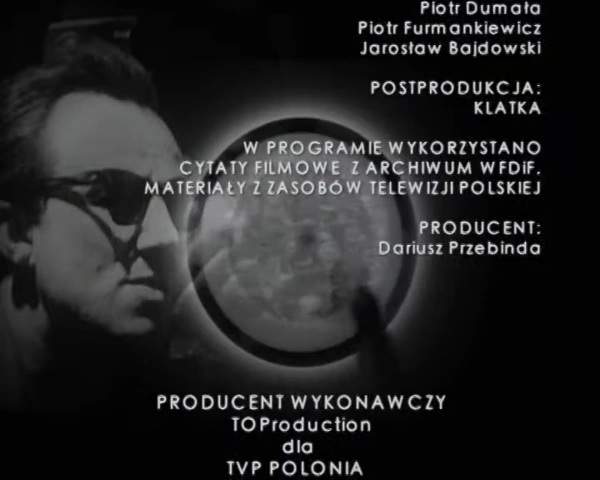 Piotr Dumała
Piotr Furmankiewicz
Jarosław Bajdowski
POSTPRODUKCJA:
KLATKA
W PROGRAMIE WYKORZYSTANO
CYTATY FILMOWE Z ARCHIWUM WFDiF.
MATERIAŁY Z ZASOBÓW TELEWIZJI POLSKIEJ
PRODUCENT:
Dariusz Przebinda
PRODUCENT WYKONAWCZY
TOProduction
dla
TVP POLONIA